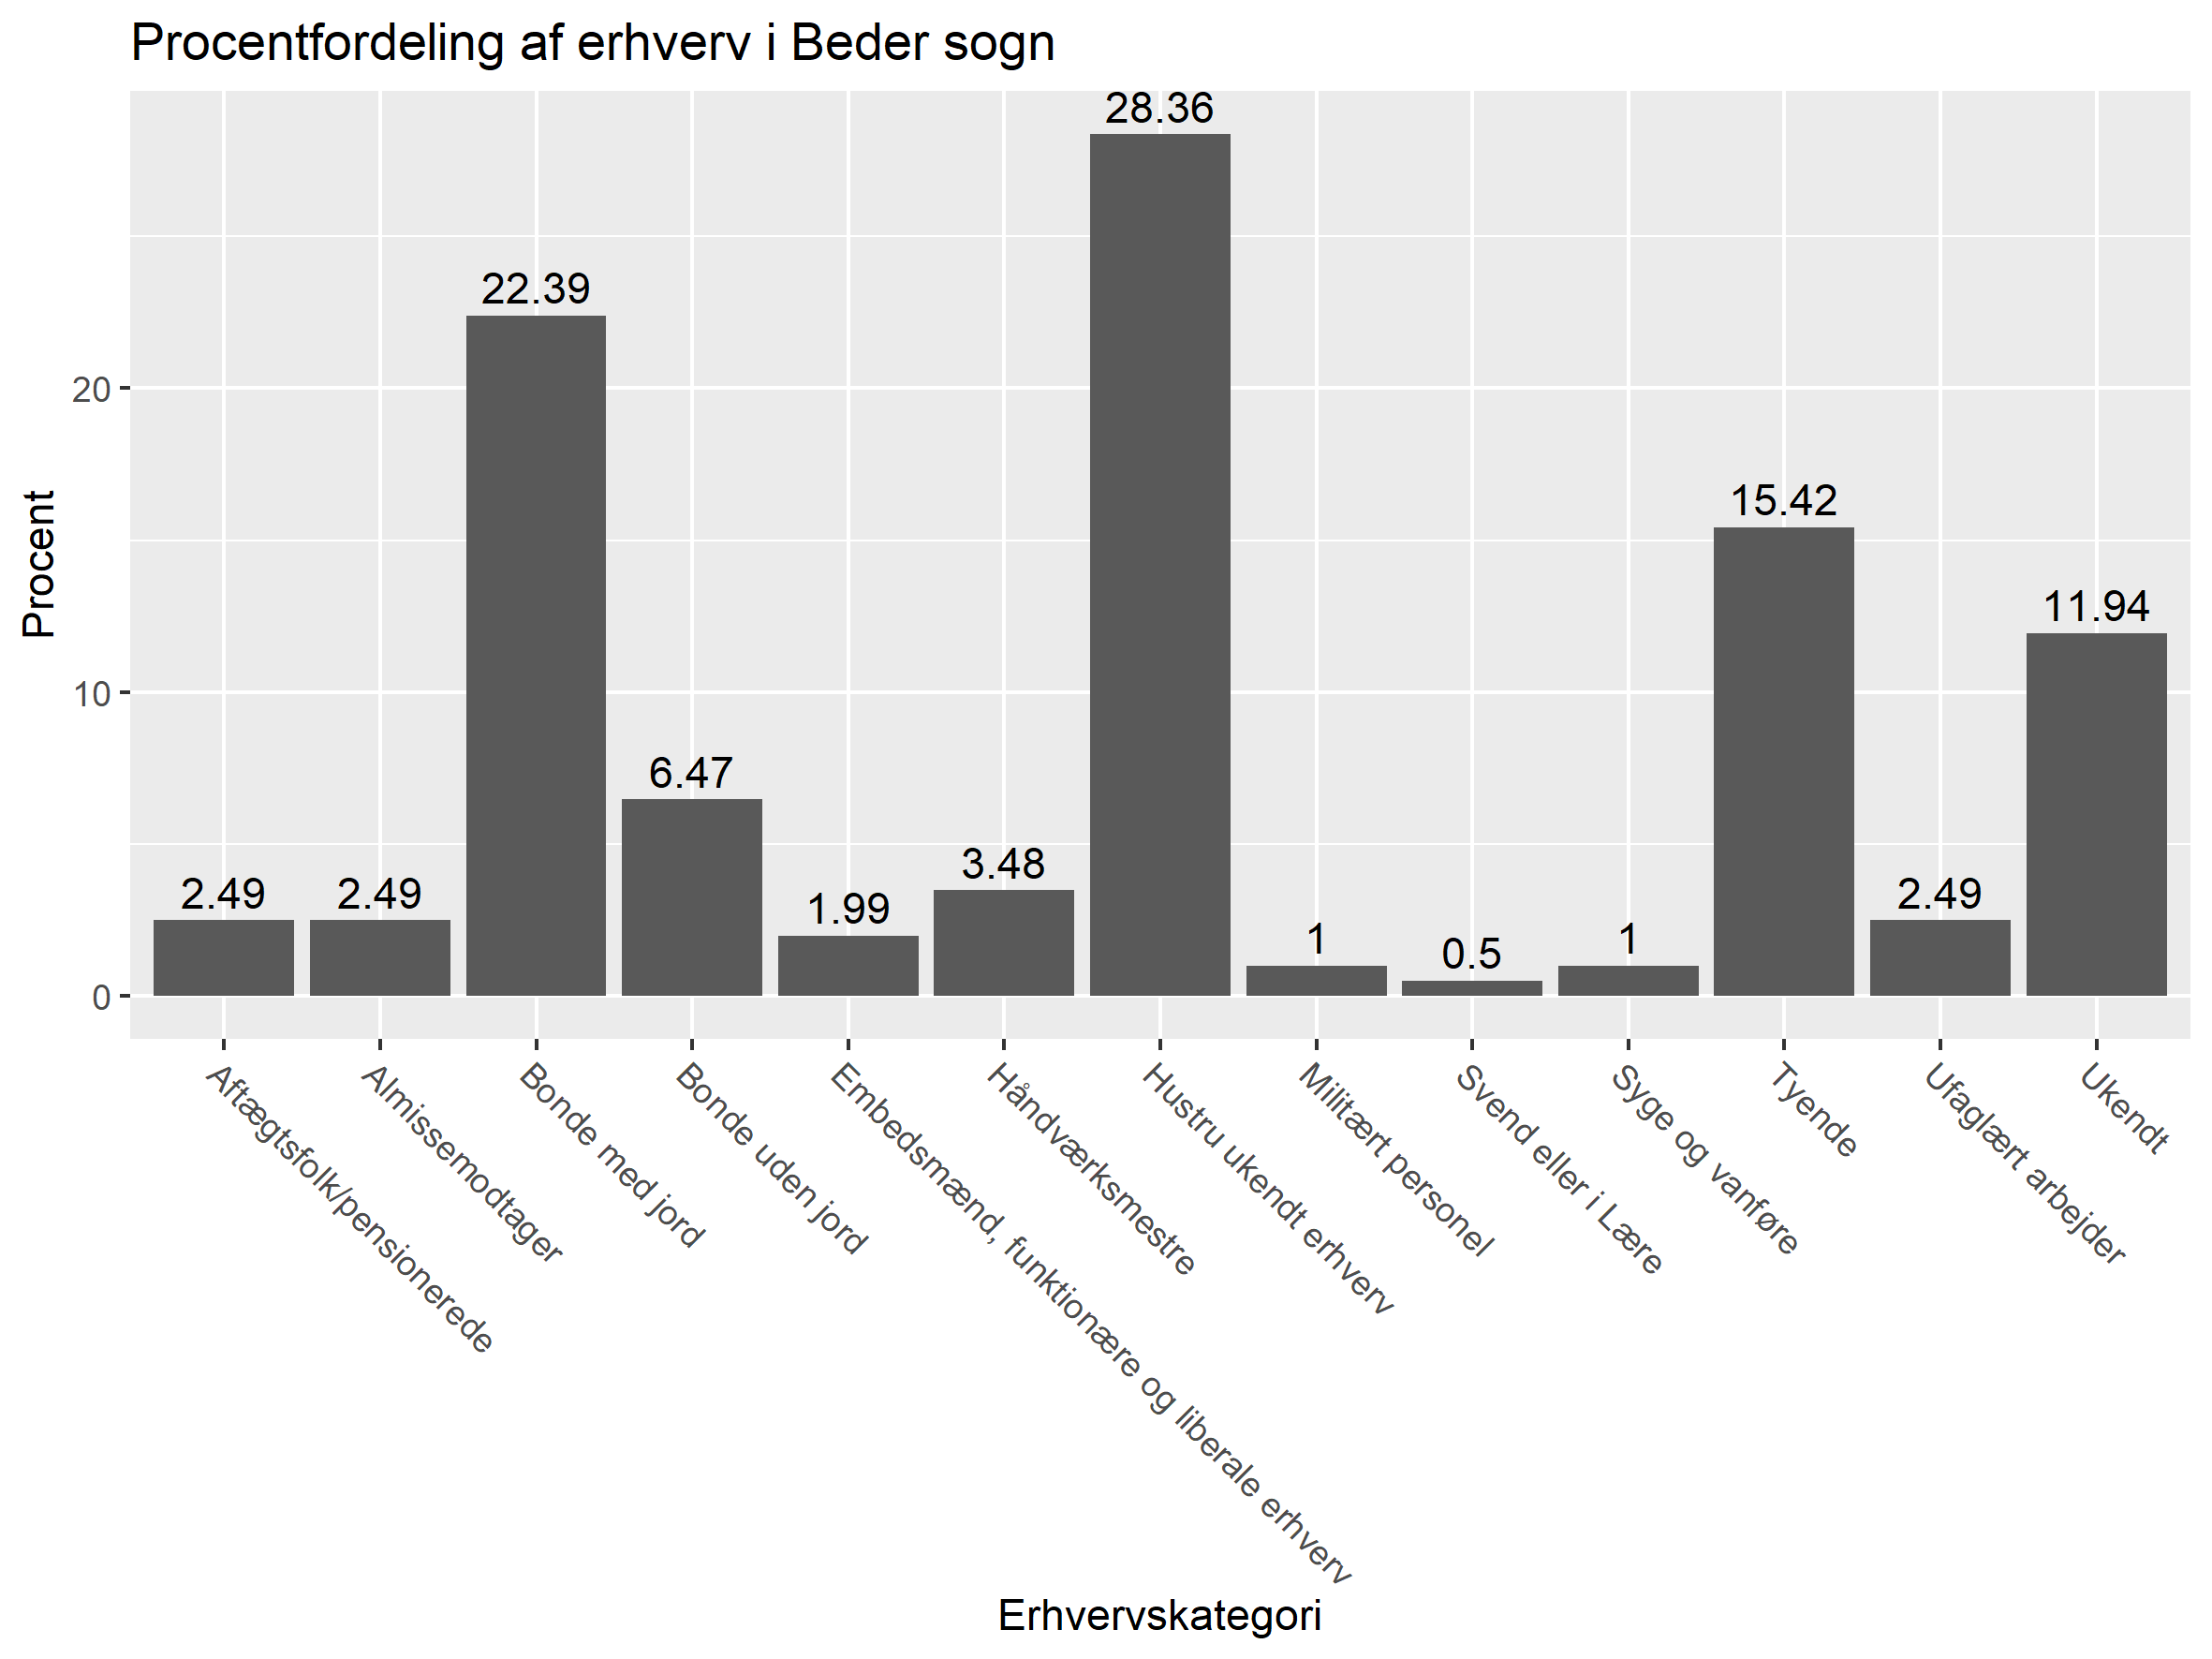 Procentfordeling af erhverv i Beder sogn
28.36
22.39
20
15.42
11.94
10
6.47
3.48
2.49
2.49
2.49
1.99
1
1
0.5
0
Procent
Aftægtsfolk/pensionerede
Almissemodtager
Bonde med jord
Bonde uden jord
Embedsmænd, funktionære og liberale erhverv
Håndværksmestre
Hustru ukendt erhverv
Militært personel
Svend eller i Lære
Syge og vanføre
Tyende
Ufaglært arbejder
Ukendt
Erhvervskategori